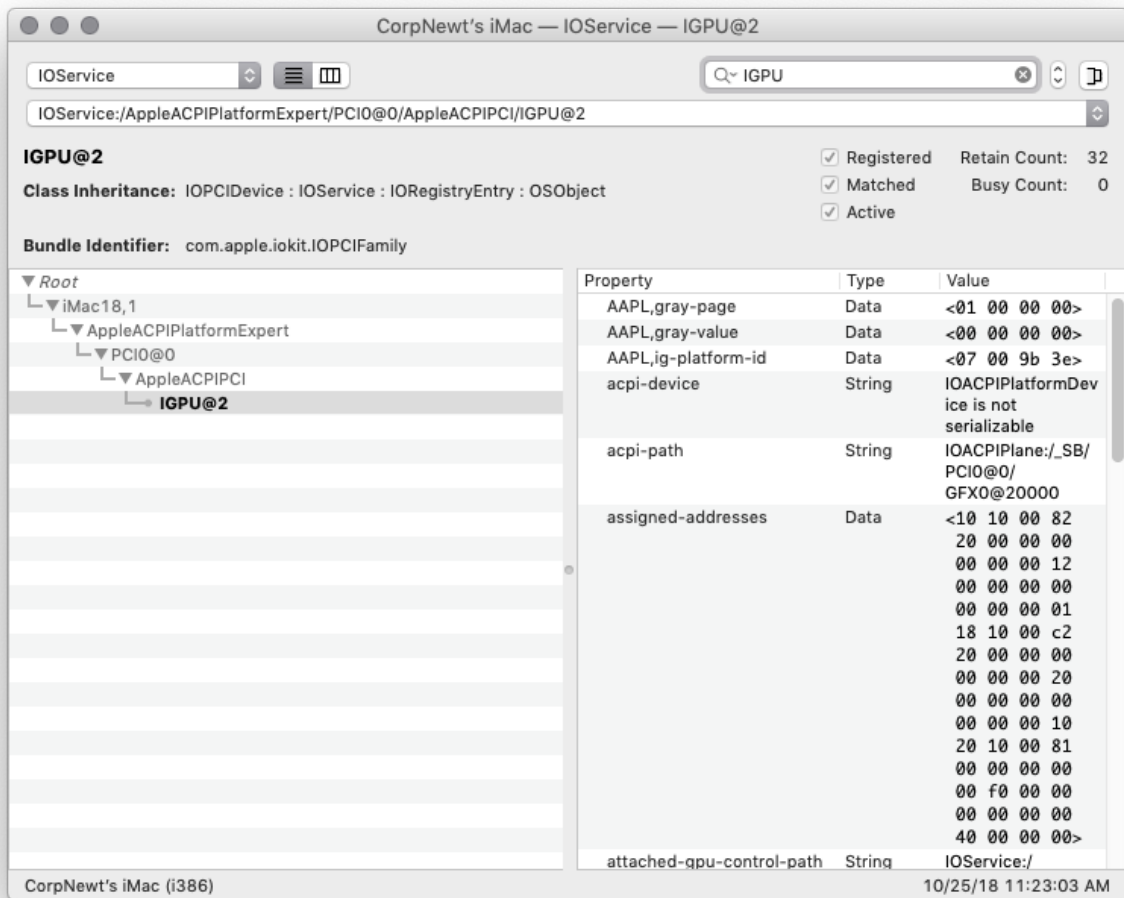 CorpNewt's iMac — IOService — IGPU@2
IOService
IGPU
IOService:/AppleACPIPlatformExpert/PCI0@0/AppleACPIPCI/IGPU@2
IGPU@2
Registered Retain Count: 32
Class Inheritance: IOPCIDevice : IOService : IORegistryEntry : OSObject
Matched Busy Count: 0
Active
Bundle Identifier: com.apple.iokit.IOPCIFamily
Root
iMac18,1
AppleACPIPlatformExpert
PCI0@0
AppleACPIPCI
IGPU@2
Property Type Value
AAPL,gray-page Data <01 00 00 00>
AAPL,gray-value Data <00 00 00 00>
AAPL,ig-platform-id Data <07 00 9b 3e>
acpi-device String IOACPIPlatformDev
ice is not
serializable
acpi-path String IOACPIPlane:/_SB/
PCI0@0/
GFX0@20000
assigned-addresses Data <10 10 00 82
20 00 00 00
00 00 00 12
00 00 00 00
00 00 00 01
18 10 00 c2
20 00 00 00
00 00 00 20
00 00 00 00
00 00 00 10
20 10 00 81
00 00 00 00
00 f0 00 00
00 00 00 00
40 00 00 00>
attached-gpu-control-path String IOService:/
CorpNewt's iMac (i386)
10/25/18 11:23:03 AM